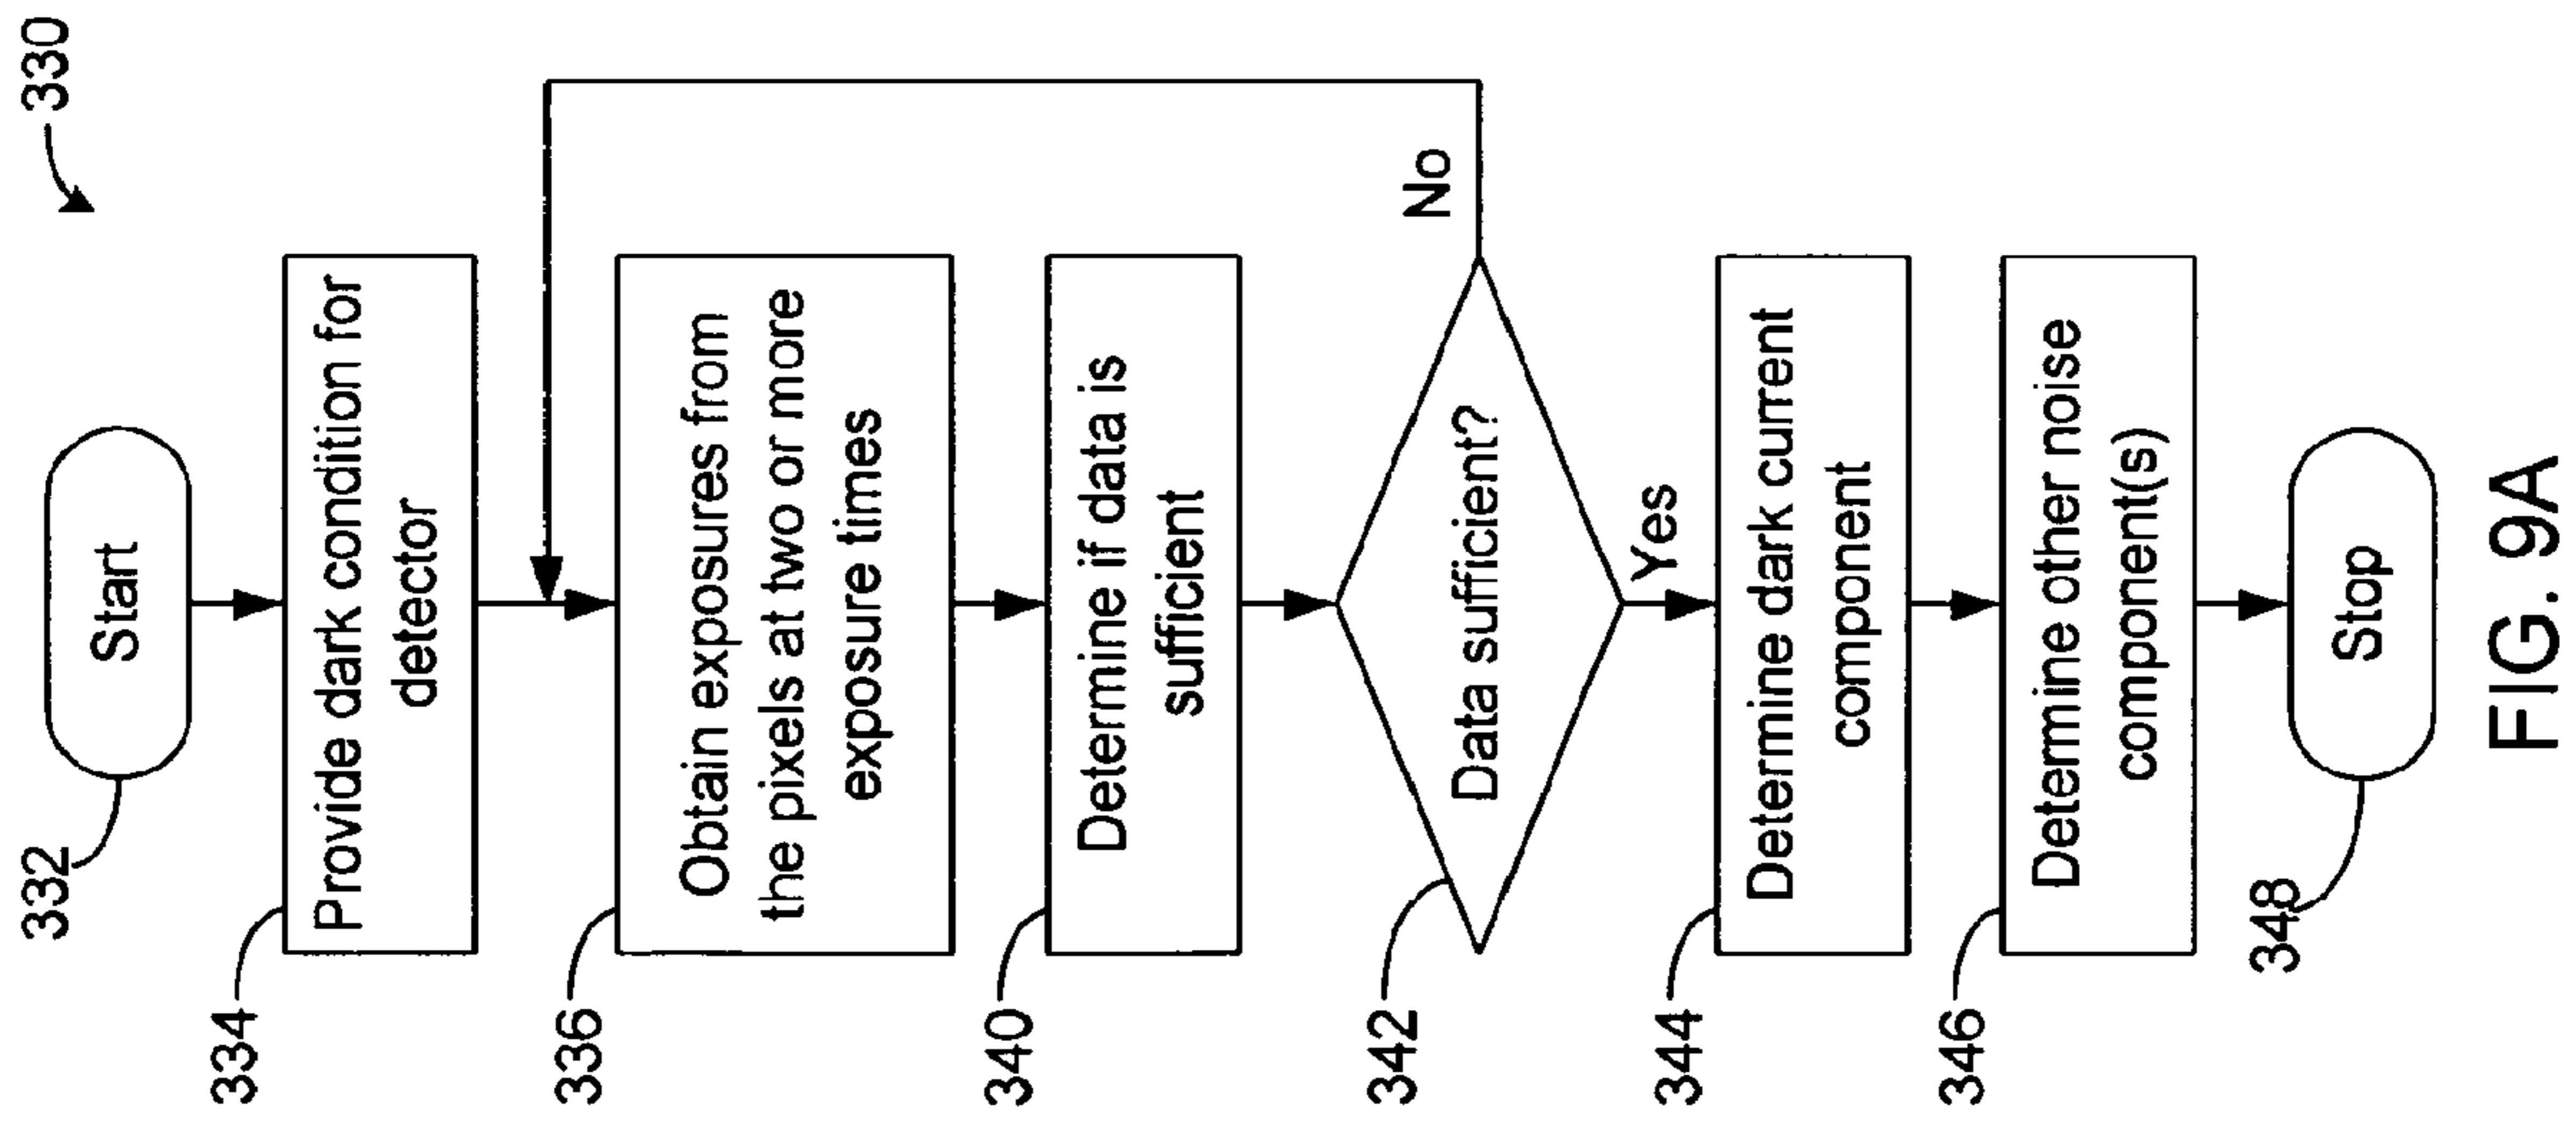 330
332
Start
334
Provide dark condition for
detector
336
Obtain exposures from
the pixels at two or more
exposure times
340
Determine if data is
sufficient
342
Data sufficient?
No
Yes
344
Determine dark current
component
346
Determine other noise
component(s)
348
Stop
FIG. 9A